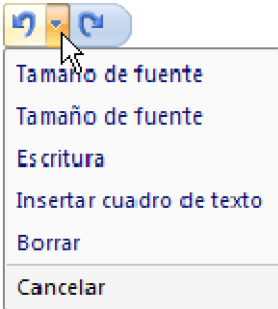 Tamaño de fuente
Tamaño de fuente
Escritura
Insertar cuadro de texto
Borrar
Cancelar